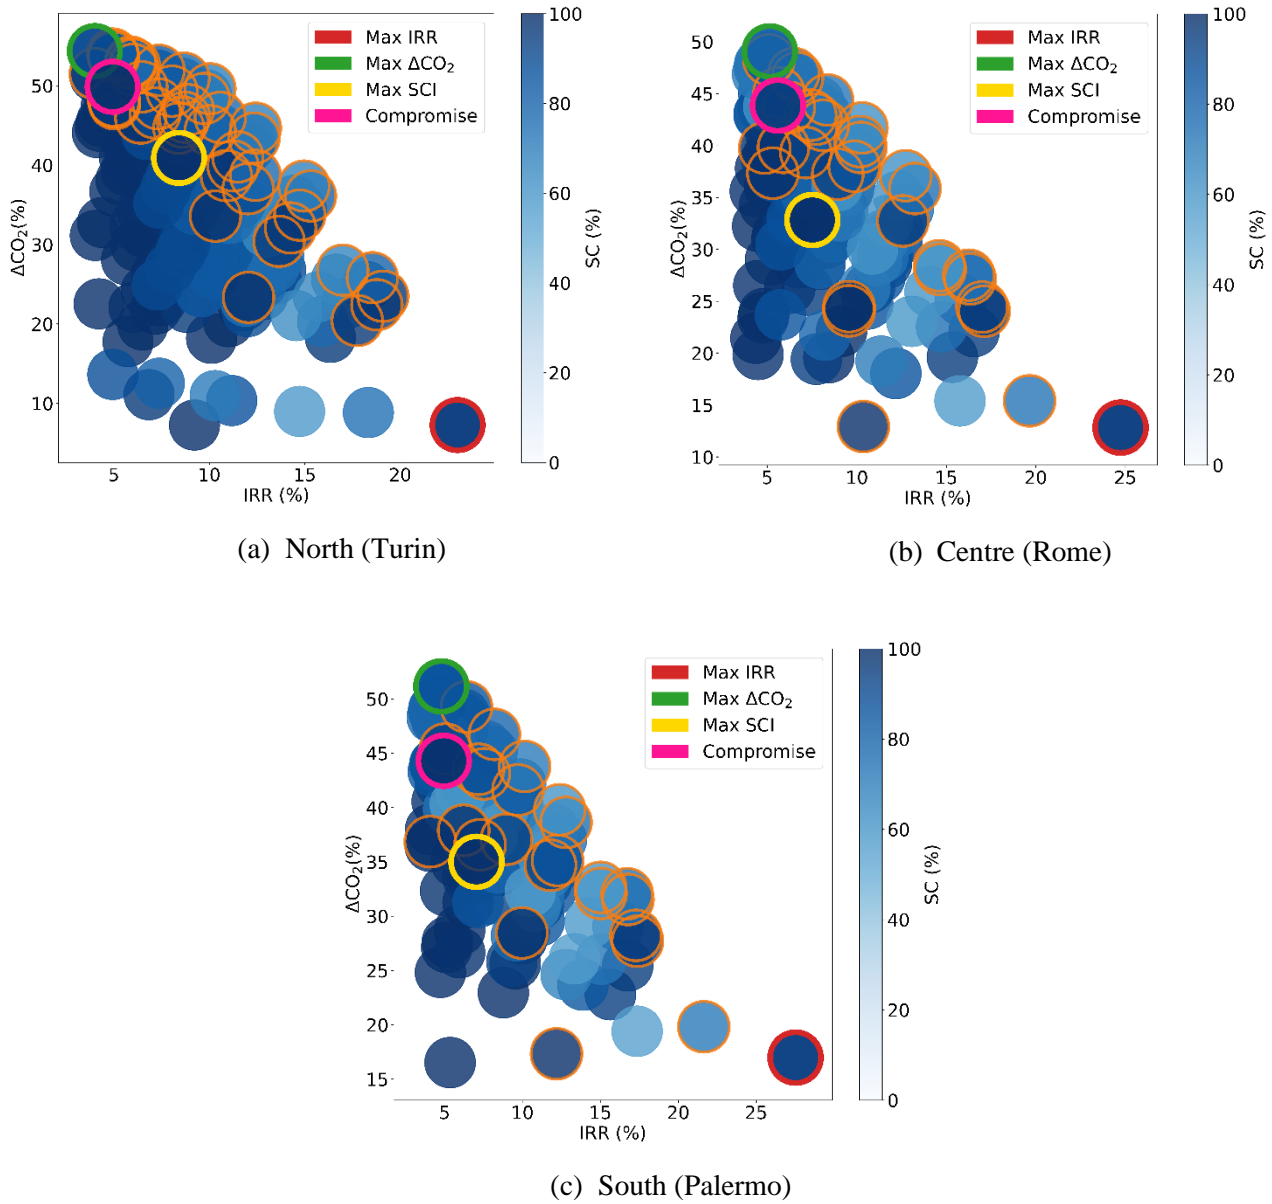 Max IRR
Max ΔCO₂
Max SCI
Compromise
50
40
30
20
10
ΔCO₂(%)
5
10
15
20
IRR (%)
100
80
60
40
20
0
SC (%)
(a) North (Turin)
Max IRR
Max ΔCO₂
Max SCI
Compromise
50
45
40
35
30
25
20
15
10
ΔCO₂(%)
5
10
15
20
25
IRR (%)
100
80
60
40
20
0
SC (%)
(b) Centre (Rome)
Max IRR
Max ΔCO₂
Max SCI
Compromise
50
45
40
35
30
25
20
15
ΔCO₂(%)
5
10
15
20
25
IRR (%)
100
80
60
40
20
0
SC (%)
(c) South (Palermo)